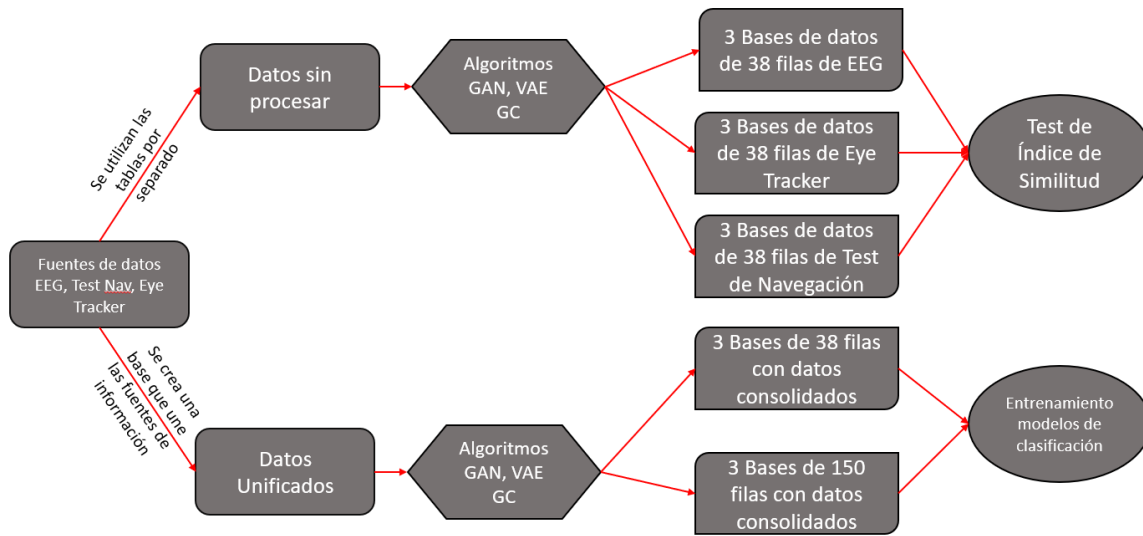 Fuentes de datos
EEG, Test Nav, Eye
Tracker
Se utilizan las
tablas por
separado
Datos sin
procesar
Algoritmos
GAN, VAE
GC
3 Bases de datos
de 38 filas de EEG
3 Bases de datos
de 38 filas de Eye
Tracker
3 Bases de datos
de 38 filas de Test
de Navegación
Test de
Índice de
Similitud
Se crea una
base que une
las fuentes de
información
Datos
Unificados
Algoritmos
GAN, VAE
GC
3 Bases de 38 filas
con datos
consolidados
3 Bases de 150
filas con datos
consolidados
Entrenamiento
modelos de
clasificación